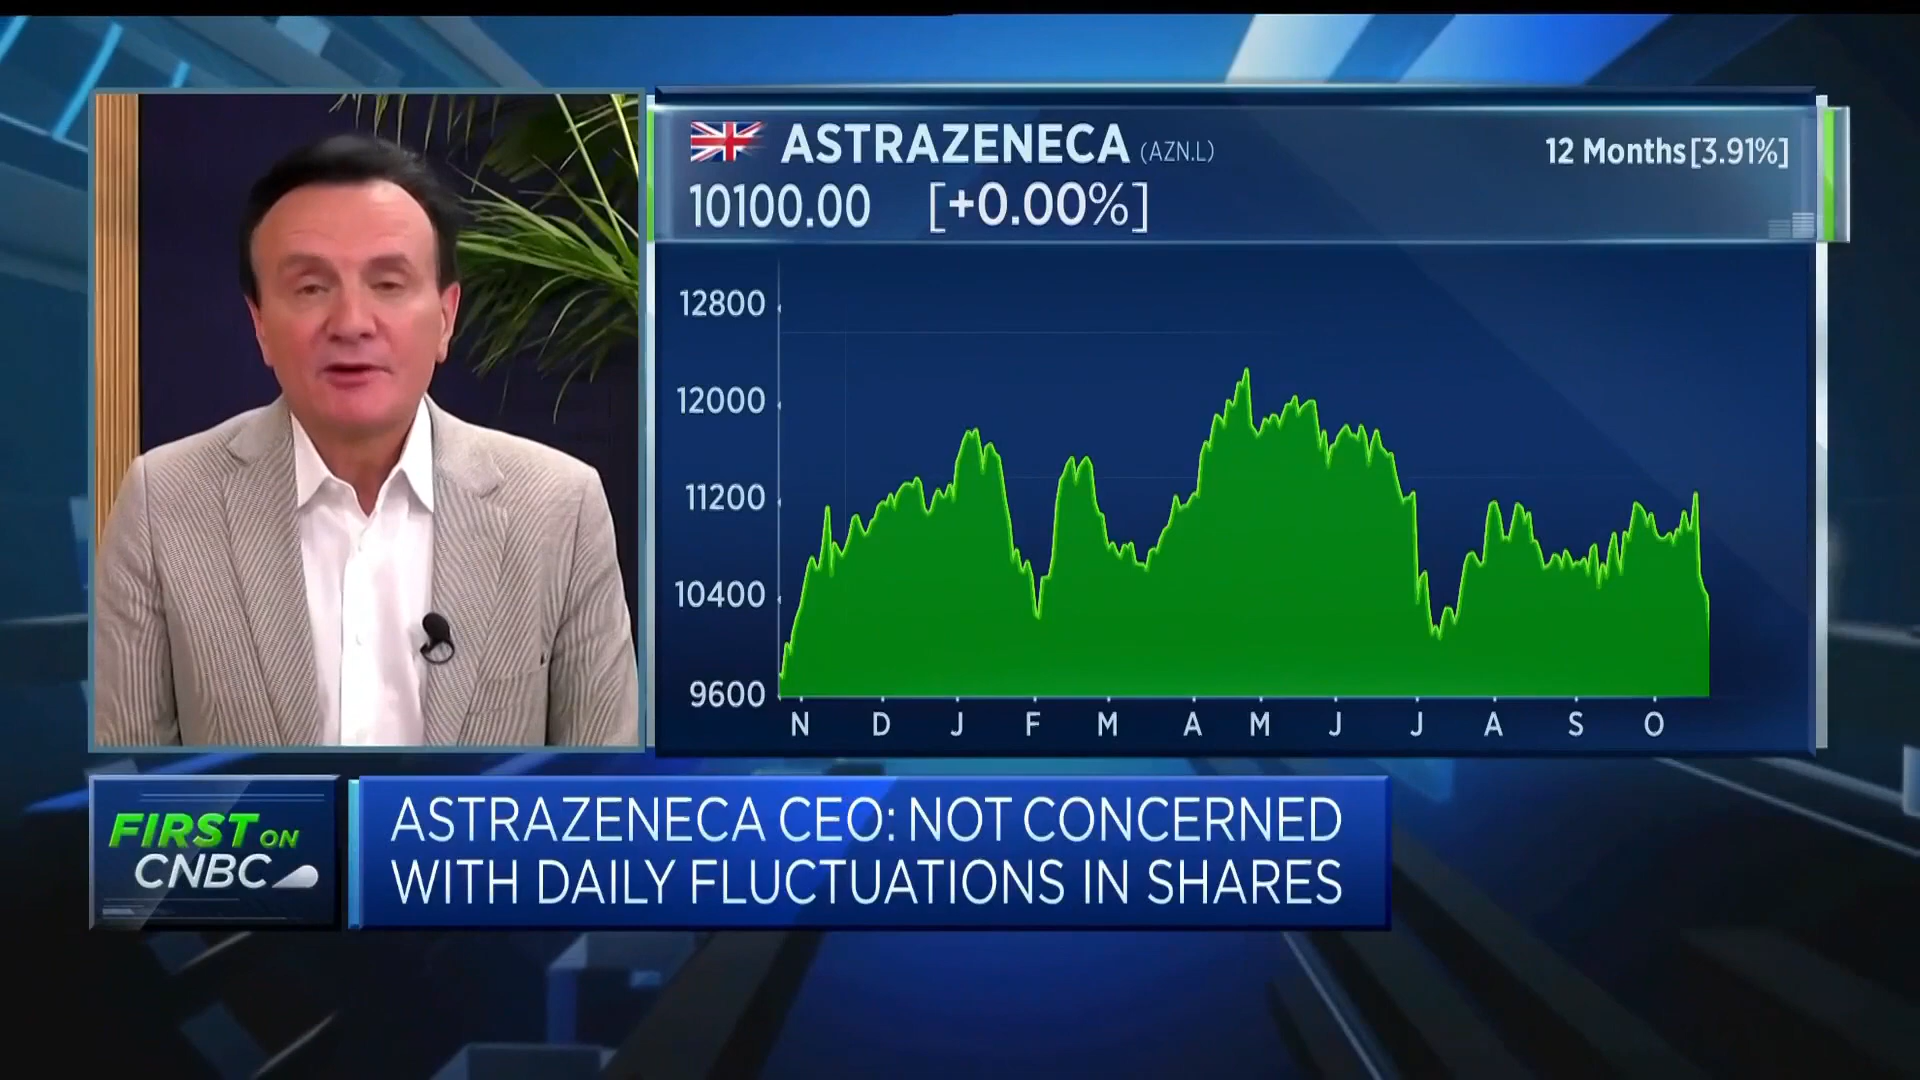 ASTRAZENECA (AZN.L)
12 Months [3.91%]
10100.00 [+0.00%]
12800
12000
11200
10400
9600
N D J F M A M J J A S O
FIRST ON
CNBC
ASTRAZENECA CEO: NOT CONCERNED
WITH DAILY FLUCTUATIONS IN SHARES